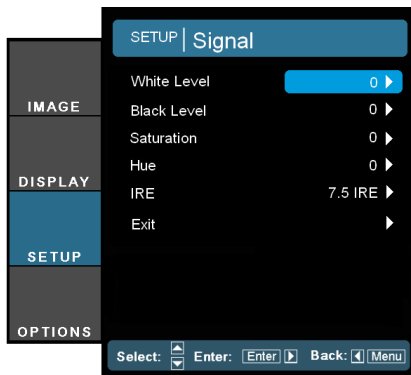 SETUP | Signal
IMAGE
DISPLAY
SETUP
OPTIONS
White Level 0
Black Level 0
Saturation 0
Hue 0
IRE 7.5 IRE
Exit
Select: Enter: Enter Back: Menu